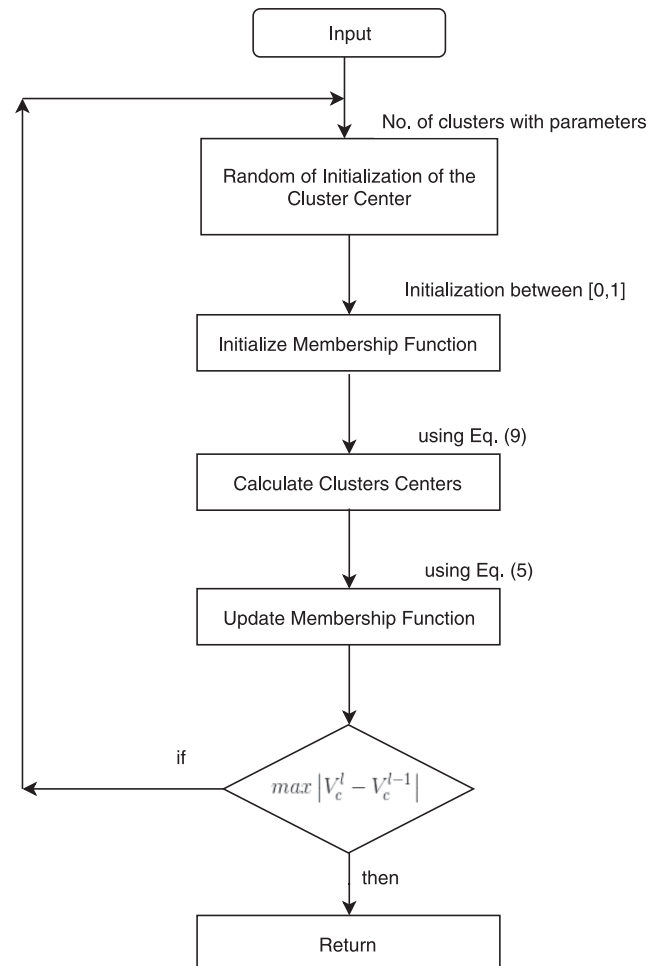 Input
No. of clusters with parameters
Random of Initialization of the
Cluster Center
Initialization between [0,1]
Initialize Membership Function
using Eq. (9)
Calculate Clusters Centers
using Eq. (5)
Update Membership Function
if
max |V_c^l − V_c^{l−1}|
then
Return